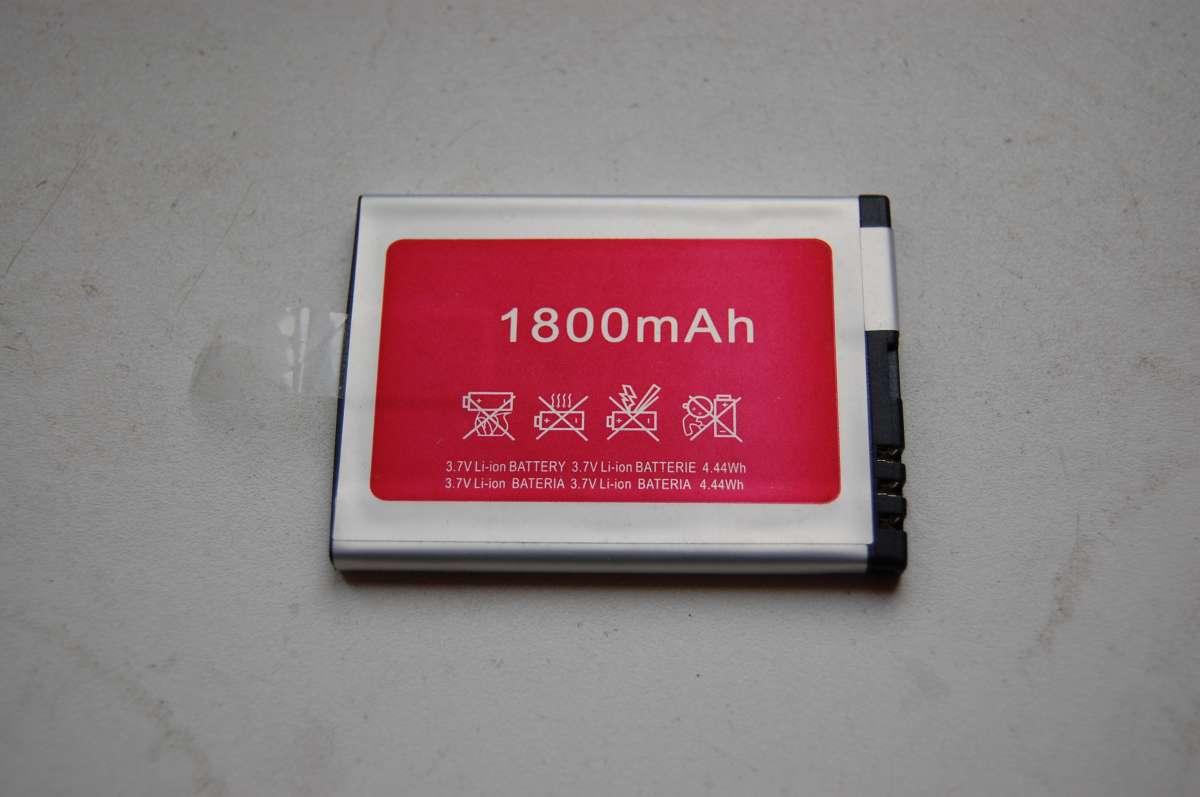 1800mAh
3.7V Li-ion BATTERY 3.7V Li-ion BATTERIE 4.44Wh
3.7V Li-ion BATERIA 3.7V Li-ion BATERIA 4.44Wh